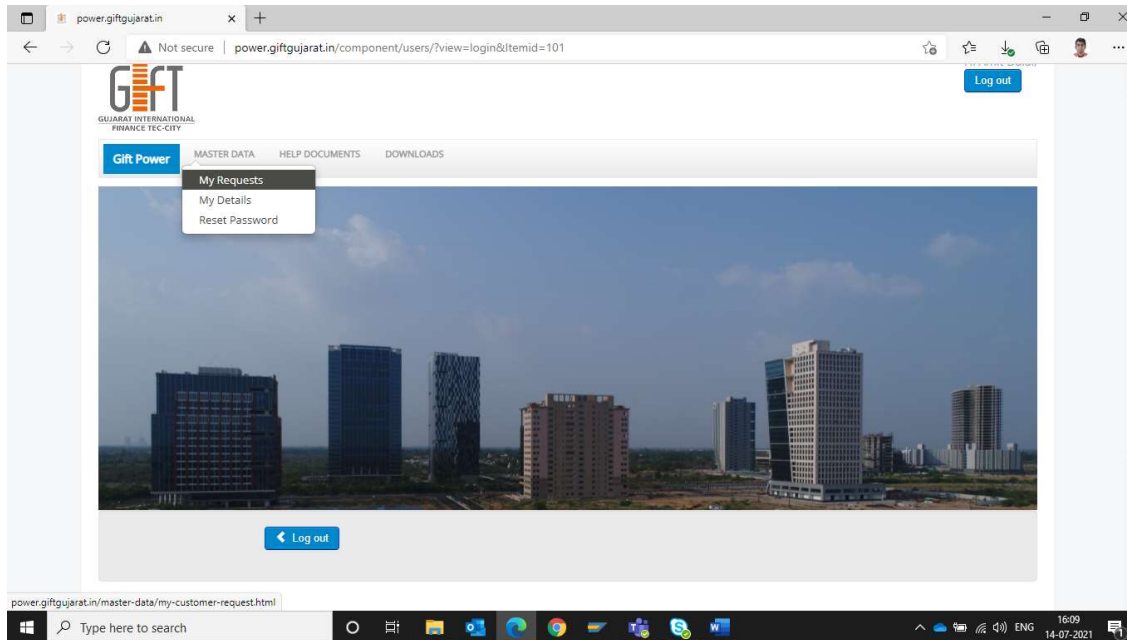 power.giftgujarat.in
Not secure | power.giftgujarat.in/component/users/?view=login&Itemid=101
Log out
GIFT
GUJARAT INTERNATIONAL
FINANCE TEC-CITY
Gift Power MASTER DATA HELP DOCUMENTS DOWNLOADS
My Requests
My Details
Reset Password
Log out
power.giftgujarat.in/master-data/my-customer-request.html
Type here to search
ENG
16:09
14-07-2021